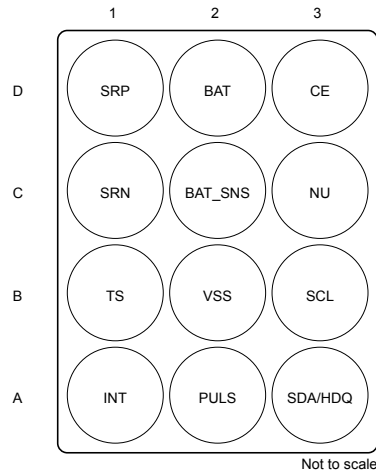 1 2 3
D SRP BAT CE
C SRN BAT_SNS NU
B TS VSS SCL
A INT PULS SDA/HDQ
Not to scale